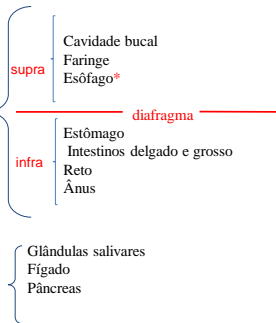 supra
Cavidade bucal
Faringe
Esôfago*
diafragma
infra
Estômago
Intestinos delgado e grosso
Reto
Ânus
Glândulas salivares
Fígado
Pâncreas